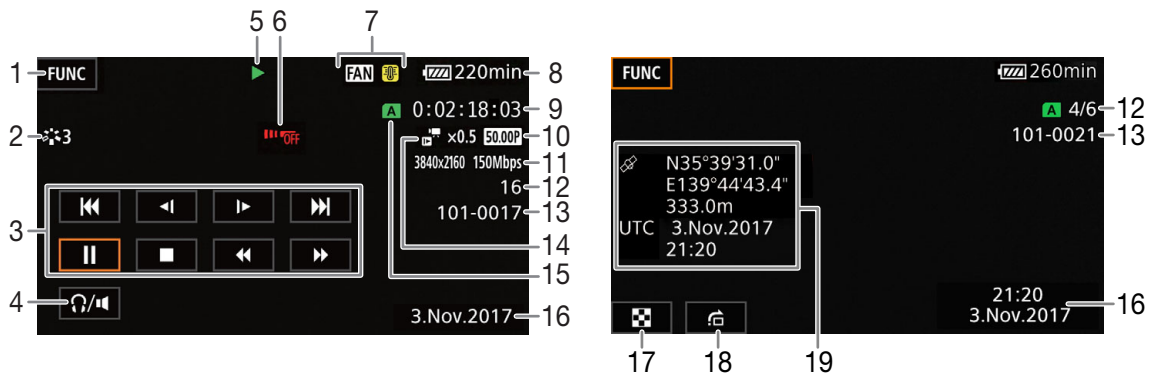 5 6 7
1 FUNC FAN 220min 8
A 0:02:18:03 9
2 3 OFF ×0.5 50.00P 10
3840x2160 150Mbps 11
16 12
101-0017 13
3
14
15
4
3.Nov.2017 16
FUNC 260min
A 4/6 12
101-0021 13
N35°39'31.0"
E139°44'43.4"
333.0m
UTC 3.Nov.2017
21:20
21:20
3.Nov.2017 16
17 18 19